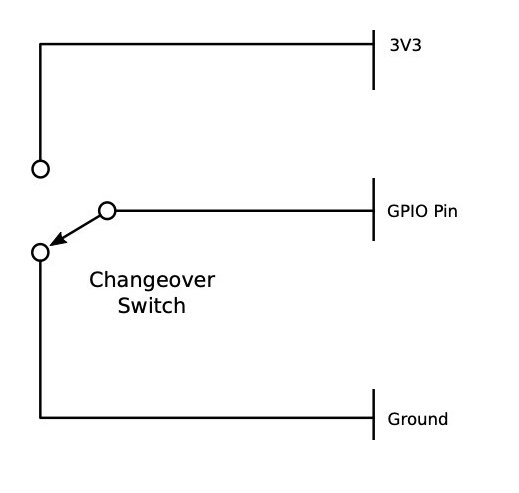 3V3
GPIO Pin
Changeover
Switch
Ground